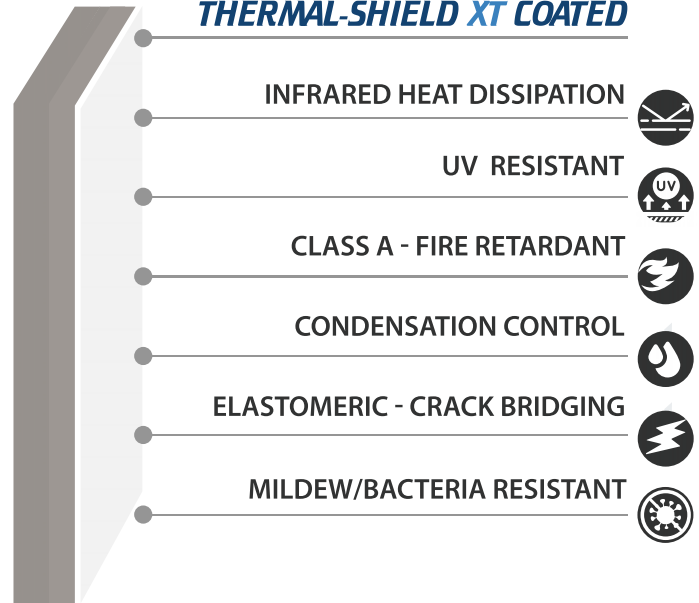 THERMAL-SHIELD XT COATED
INFRARED HEAT DISSIPATION
UV RESISTANT
UV
CLASS A - FIRE RETARDANT
CONDENSATION CONTROL
ELASTOMERIC - CRACK BRIDGING
MILDEW/BACTERIA RESISTANT